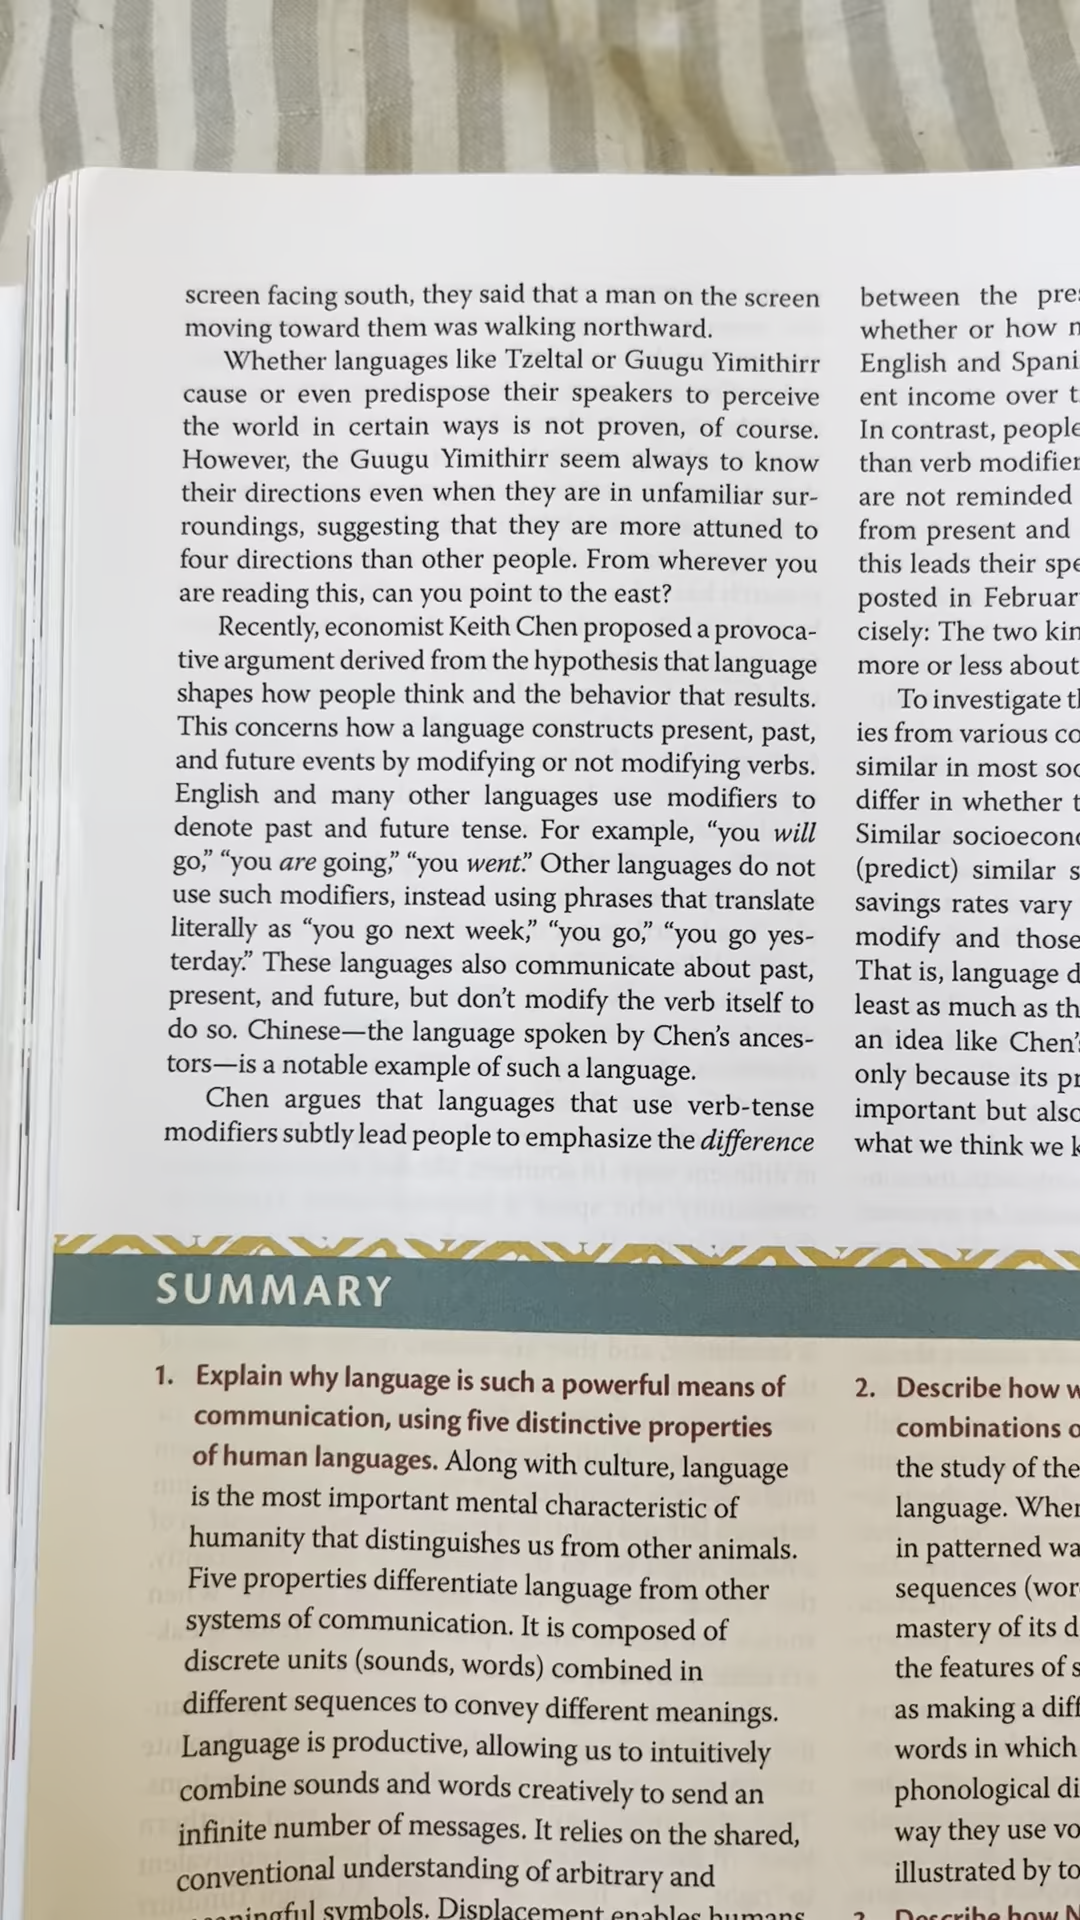 screen facing south, they said that a man on the screen
moving toward them was walking northward.
Whether languages like Tzeltal or Guugu Yimithirr
cause or even predispose their speakers to perceive
the world in certain ways is not proven, of course.
However, the Guugu Yimithirr seem always to know
their directions even when they are in unfamiliar sur-
roundings, suggesting that they are more attuned to
four directions than other people. From wherever you
are reading this, can you point to the east?
Recently, economist Keith Chen proposed a provoca-
tive argument derived from the hypothesis that language
shapes how people think and the behavior that results.
This concerns how a language constructs present, past,
and future events by modifying or not modifying verbs.
English and many other languages use modifiers to
denote past and future tense. For example, “you will
go,” “you are going,” “you went.” Other languages do not
use such modifiers, instead using phrases that translate
literally as “you go next week,” “you go,” “you go yes-
terday.” These languages also communicate about past,
present, and future, but don’t modify the verb itself to
do so. Chinese—the language spoken by Chen’s ances-
tors—is a notable example of such a language.
Chen argues that languages that use verb-tense
modifiers subtly lead people to emphasize the difference
between the
whether or how
English and
ent income over
In contrast, people
than verb
are not reminded
from present and
this leads their
posted in
cisely: The two
more or less about
To investigate
ies from various
similar in most
differ in whether
Similar
(predict) similar
savings rates vary
modify and those
That is, language
least as much as
an idea like Chen’s
only because its
important but also
what we think we
SUMMARY
1. Explain why language is such a powerful means of
communication, using five distinctive properties
of human languages. Along with culture, language
is the most important mental characteristic of
humanity that distinguishes us from other animals.
Five properties differentiate language from other
systems of communication. It is composed of
discrete units (sounds, words) combined in
different sequences to convey different meanings.
Language is productive, allowing us to intuitively
combine sounds and words creatively to send an
infinite number of messages. It relies on the shared,
conventional understanding of arbitrary and
symbols. Displacement enables humans
2. Describe how
combinations
the study of the
language. When
in patterned
sequences
mastery of its
the features of
as making a
words in which
phonological
way they use
illustrated by
3. Describe how